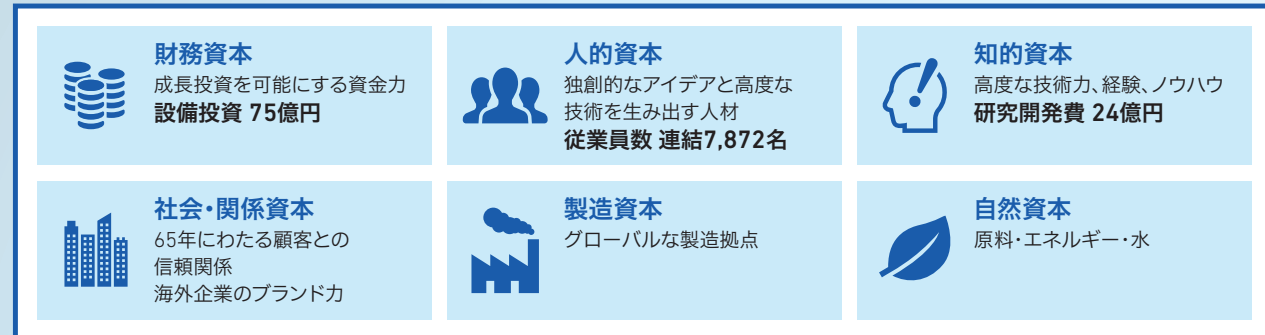 財務資本
成長投資を可能にする資金力
設備投資 75億円
人的資本
独創的なアイデアと高度な
技術を生み出す人材
従業員数 連結7,872名
知的資本
高度な技術力、経験、ノウハウ
研究開発費 24億円
社会・関係資本
65年にわたる顧客との
信頼関係
海外企業のブランド力
製造資本
グローバルな製造拠点
自然資本
原料・エネルギー・水